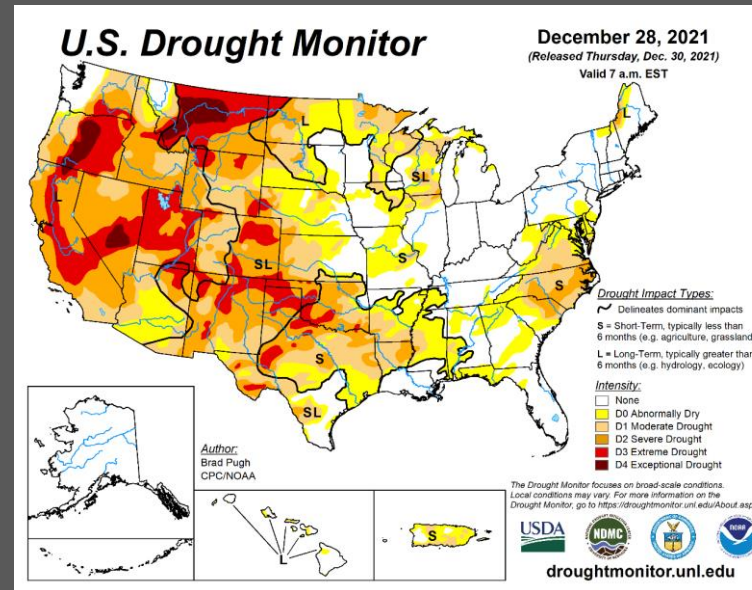 U.S. Drought Monitor
December 28, 2021
(Released Thursday, Dec. 30, 2021)
Valid 7 a.m. EST
L
L
L
SL
S
SL
S
S
SL
Drought Impact Types:
Delineates dominant impacts
S = Short-Term, typically less than
6 months (e.g. agriculture, grassland
L = Long-Term, typically greater than
6 months (e.g. hydrology, ecology)
Intensity:
None
D0 Abnormally Dry
D1 Moderate Drought
D2 Severe Drought
D3 Extreme Drought
D4 Exceptional Drought
Author:
Brad Pugh
CPC/NOAA
L
S
The Drought Monitor focuses on broad-scale conditions.
Local conditions may vary. For more information on the
Drought Monitor, go to https://droughtmonitor.unl.edu/About.asp
USDA
NDMC
NOAA
droughtmonitor.unl.edu